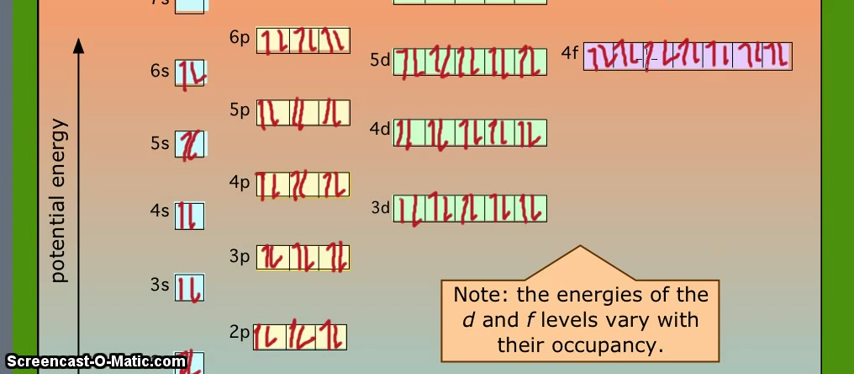 6p
5d
4f
6s
5p
4d
5s
4p
3d
4s
3p
3s
2p
potential energy
Note: the energies of the
d and f levels vary with
their occupancy.
Screencast-O-Matic.com